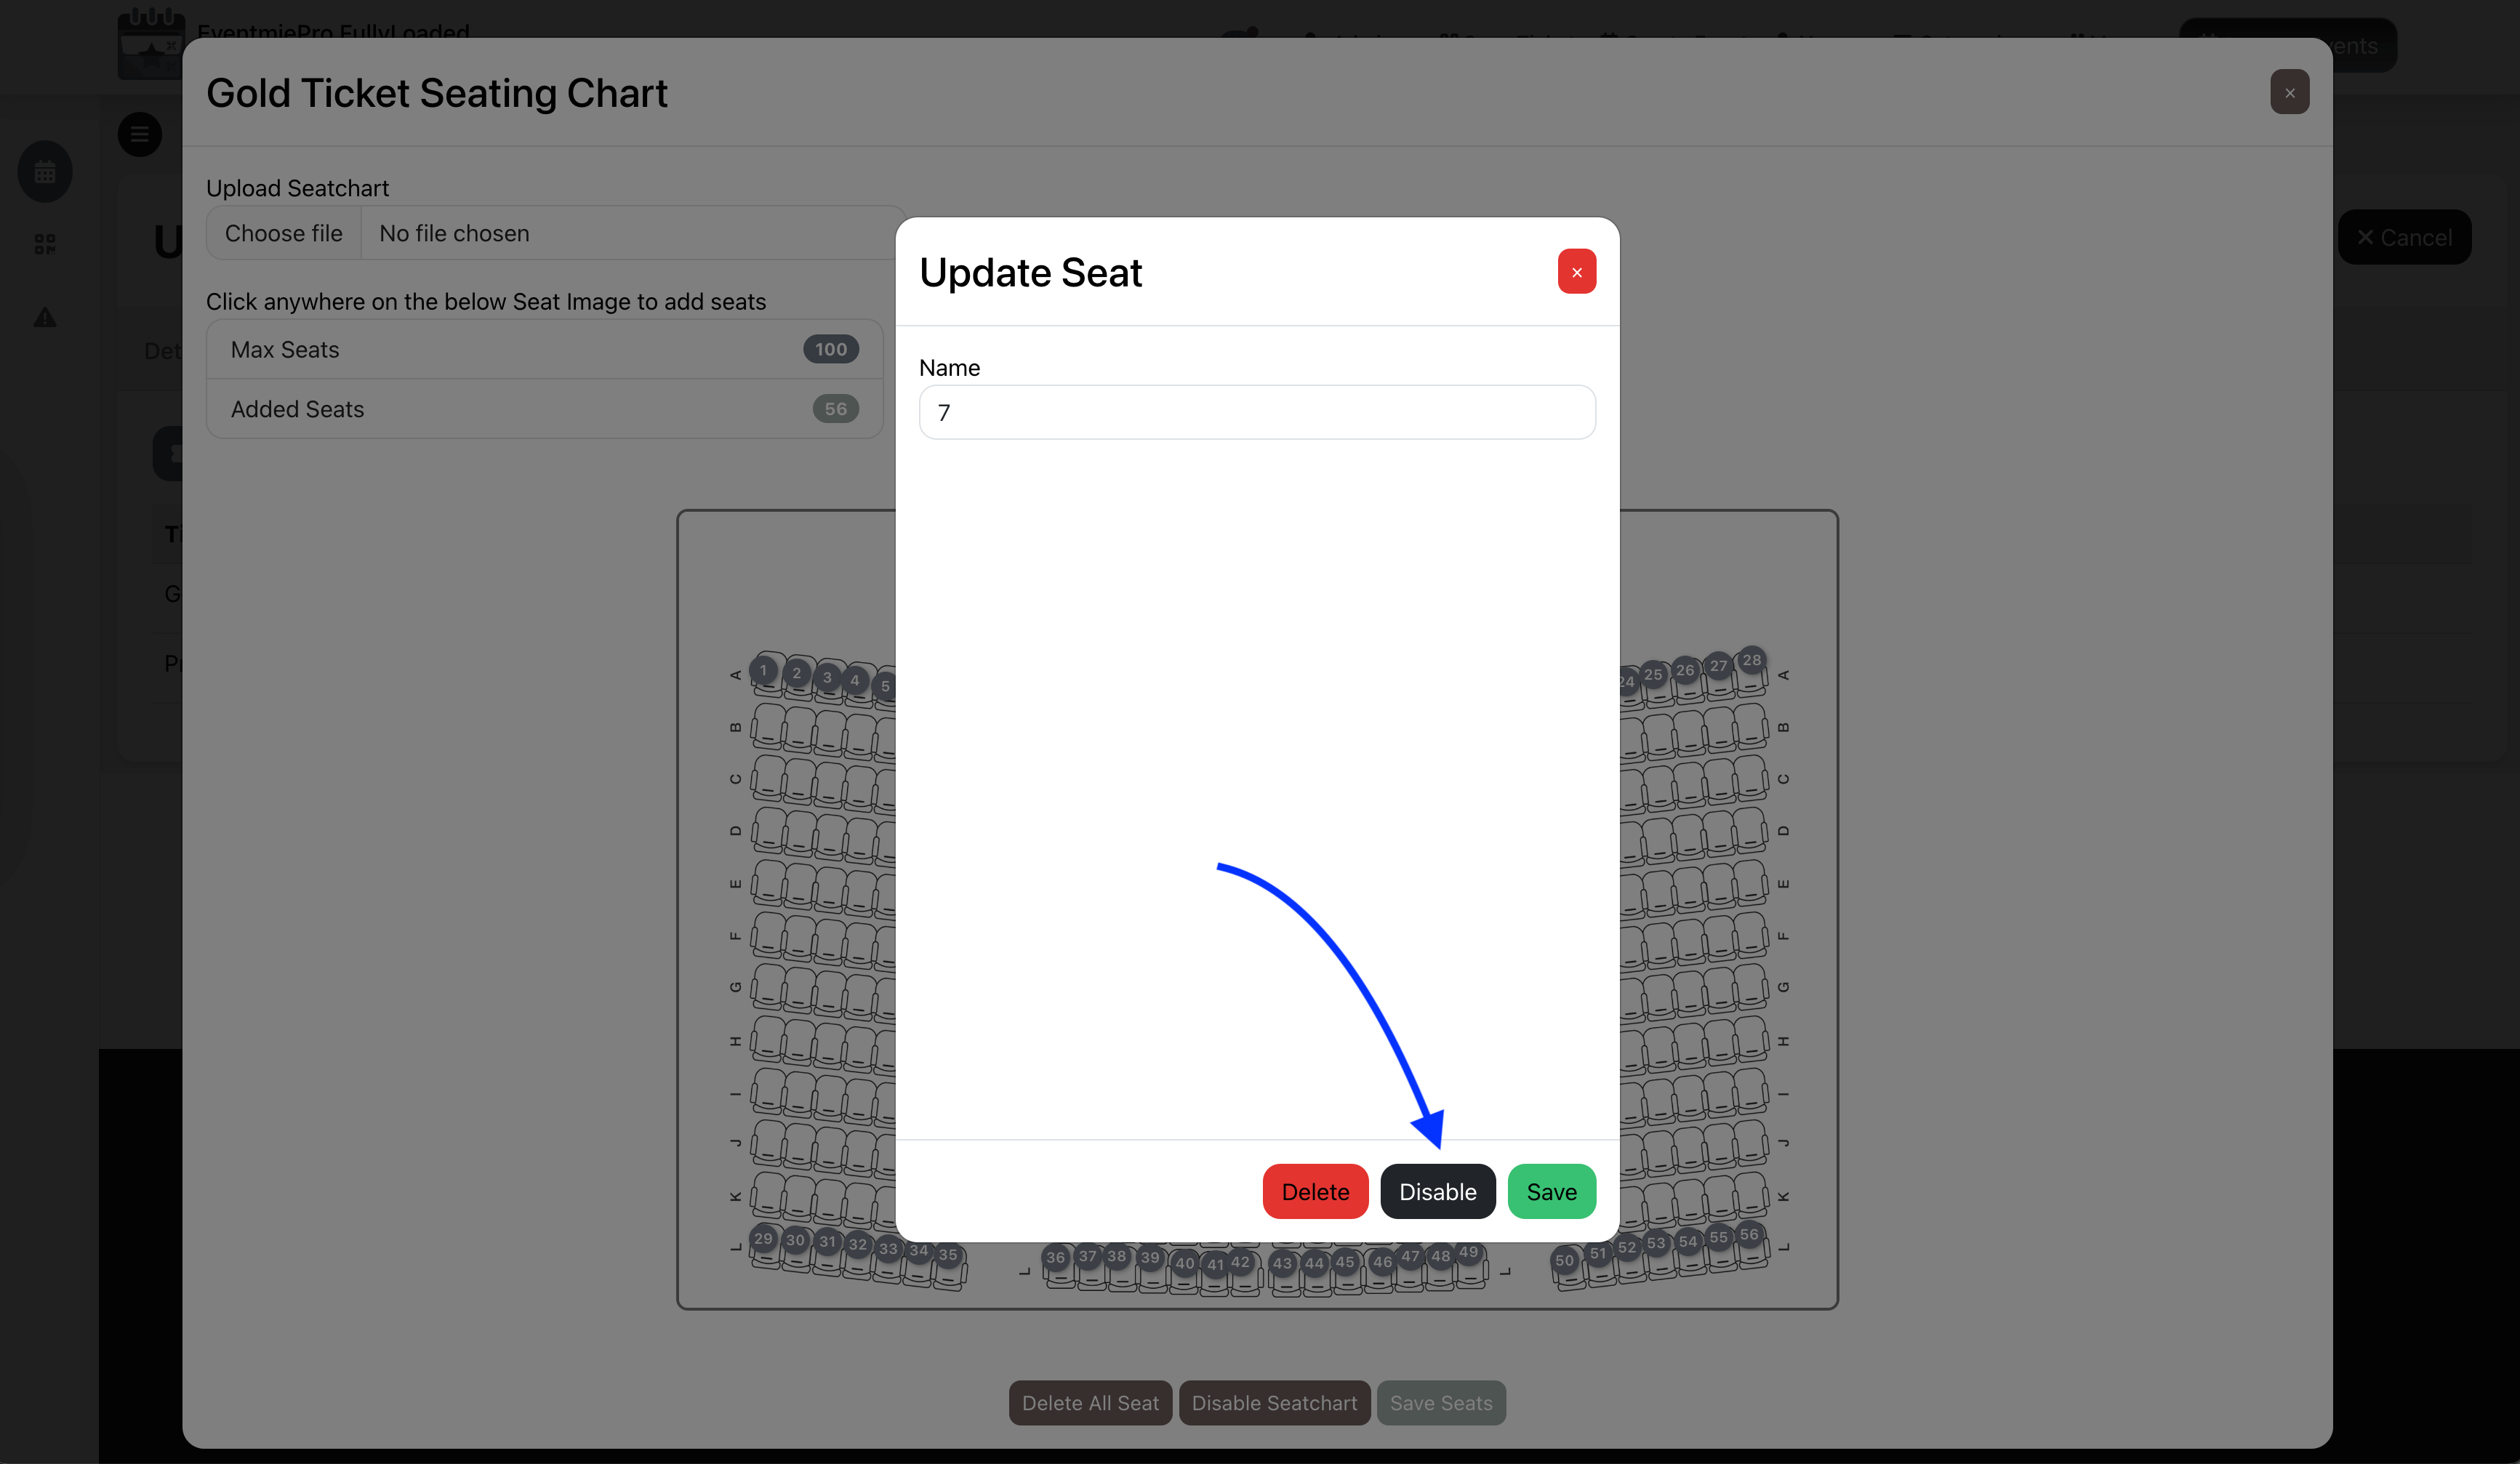 EventmiePro FullyLoaded
Gold Ticket Seating Chart
×
Upload Seatchart
Choose file No file chosen
Cancel
Click anywhere on the below Seat Image to add seats
Max Seats 100
Added Seats 56
Update Seat
×
Name
7
Delete Disable Save
A 1 2 3 4 5 24 25 26 27 28 A
B B
C C
D D
E E
F F
G G
H H
I I
J J
K K
L 29 30 31 32 33 34 35 L 36 37 38 39 40 41 42 43 44 45 46 47 48 49 L 50 51 52 53 54 55 56 L
Delete All Seat Disable Seatchart Save Seats